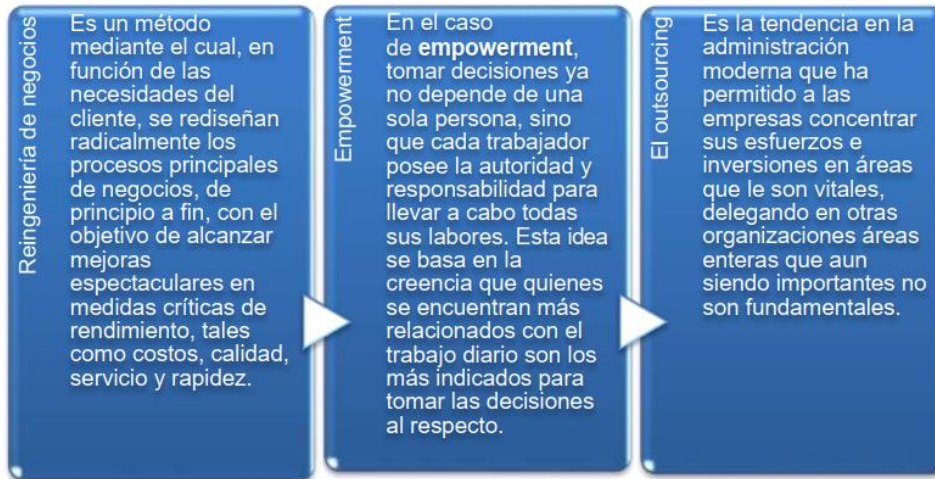 Reingeniería de negocios
Es un método
mediante el cual, en
función de las
necesidades del
cliente, se rediseñan
radicalmente los
procesos principales
de negocios, de
principio a fin, con el
objetivo de alcanzar
mejoras
espectaculares en
medidas críticas de
rendimiento, tales
como costos, calidad,
servicio y rapidez.
Empowerment
En el caso
de empowerment,
tomar decisiones ya
no depende de una
sola persona, sino
que cada trabajador
posee la autoridad y
responsabilidad para
llevar a cabo todas
sus labores. Esta idea
se basa en la
creencia que quienes
se encuentran más
relacionados con el
trabajo diario son los
más indicados para
tomar las decisiones
al respecto.
El outsourcing
Es la tendencia en la
administración
moderna que ha
permitido a las
empresas concentrar
sus esfuerzos e
inversiones en áreas
que le son vitales,
delegando en otras
organizaciones áreas
enteras que aun
siendo importantes no
son fundamentales.